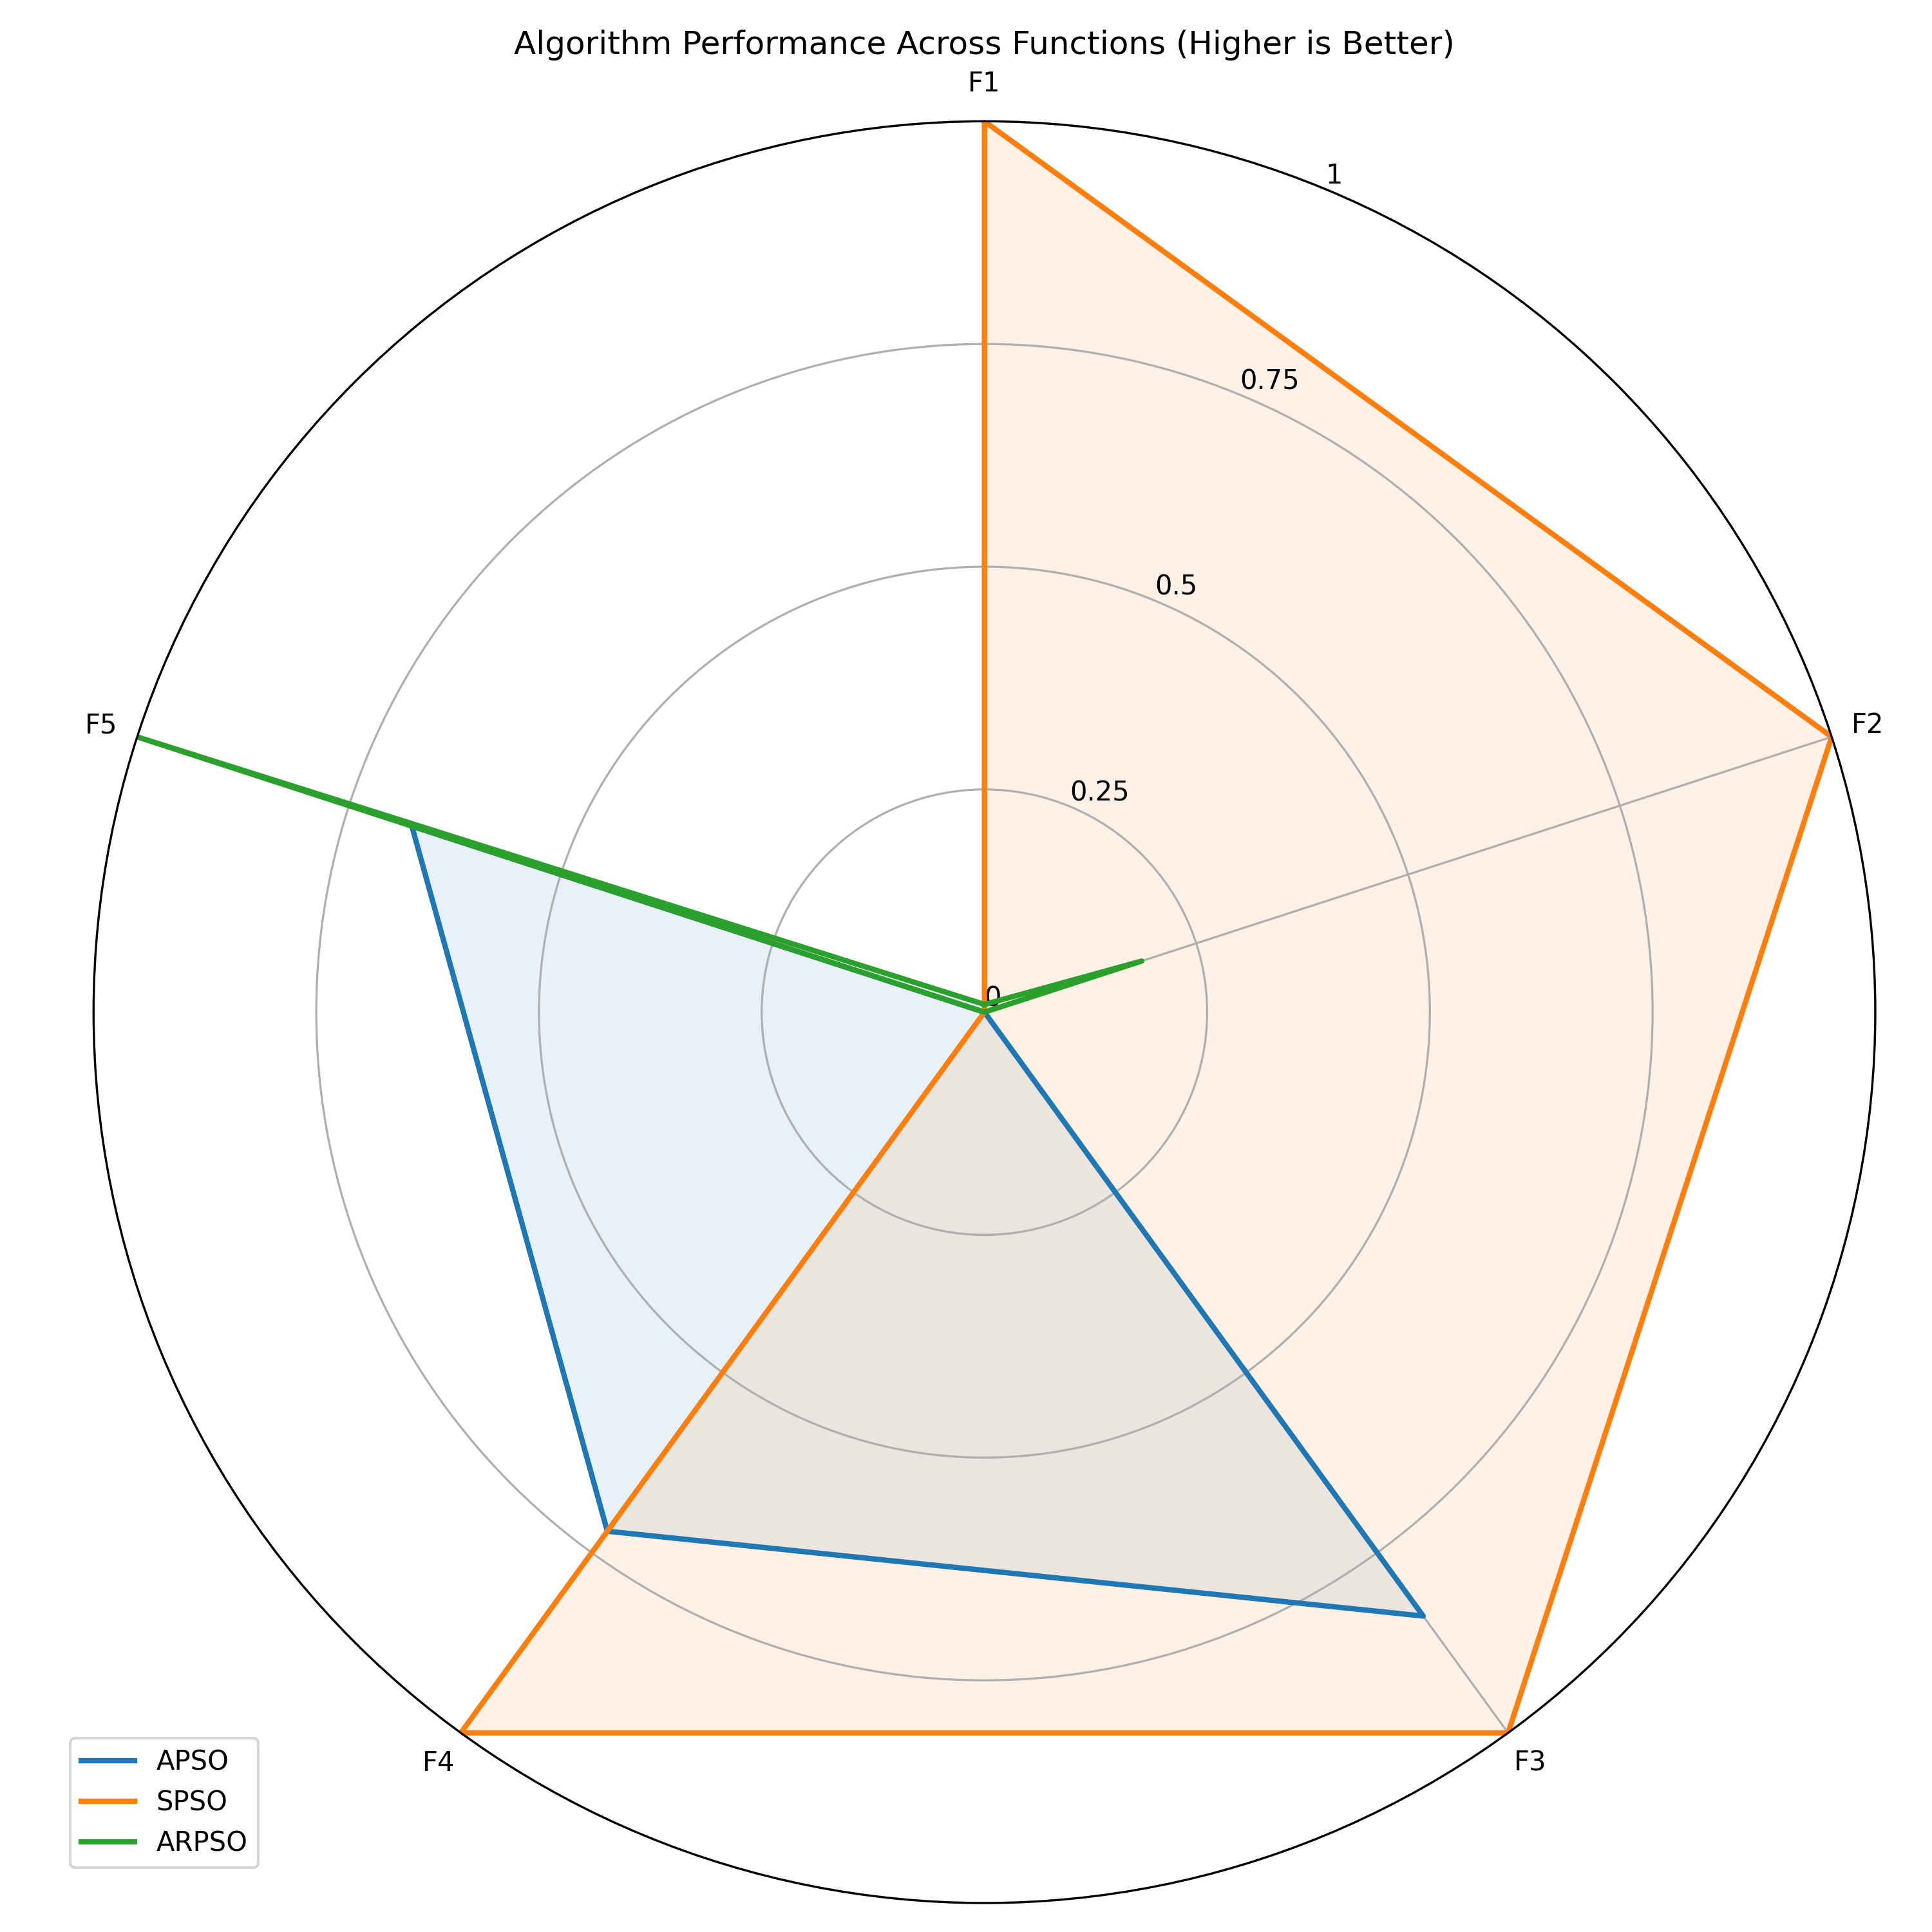 Algorithm Performance Across Functions (Higher is Better)
F1
1
0.75
0.5
F5
F2
0.25
0
F4
F3
APSO
SPSO
ARPSO